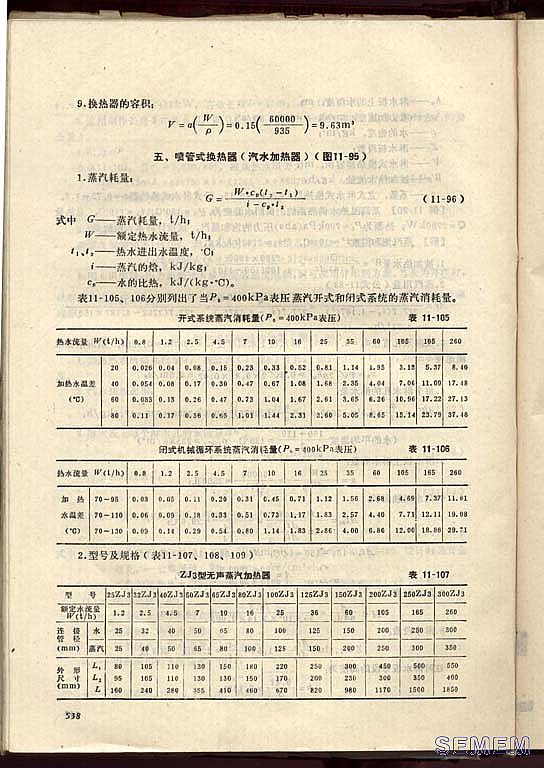 9.换热器的容积:
V=a(W/ρ)=0.15(60000/935)=9.63m³
五、喷管式换热器(汽水加热器)(图11-95)
1.蒸汽耗量:
G=W·cₚ(t₂-t₁)/(i-cₚ·t₂) (11-96)
式中 G——蒸汽耗量, t/h;
W——额定热水流量, t/h;
t₁、t₂——热水进出水温度, ℃;
i——蒸汽的焓, kJ/kg;
cₚ——水的比热, kJ/(kg·℃)。
表11-105、106分别列出了当Pₛ=400kPa表压蒸汽开式和闭式系统的蒸汽消耗量。
开式系统蒸汽消耗量(Pₛ=400kPa表压) 表 11-105
热水流量 W(t/h) 0.8 1.2 2.5 4.5 7 10 16 25 35 60 105 165 260
20 0.026 0.04 0.08 0.15 0.23 0.33 0.52 0.81 1.14 1.95 5.37 8.40
加热水温差 40 0.054 0.08 0.17 0.30 0.47 0.67 1.08 1.68 2.35 4.04 7.06 11.09 17.48
(℃) 60 0.083 0.13 0.26 0.47 0.73 1.04 1.67 2.61 3.65 6.26 10.96 17.22 27.13
80 0.11 0.17 0.36 0.65 1.01 1.44 2.31 3.60 5.05 8.65 15.14 23.79 37.48
闭式机械循环系统蒸汽消耗量(Pₛ=400kPa表压) 表 11-106
热水流量 W(t/h) 0.8 1.2 2.5 4.5 7 10 16 25 35 60 105 165 260
加 热 70~95 0.03 0.05 0.11 0.20 0.31 0.45 0.71 1.12 1.56 2.68 4.69 7.37 11.61
水温差 70~110 0.06 0.09 0.18 0.33 0.51 0.73 1.17 1.83 2.57 4.40 7.71 12.11 19.08
(℃) 70~130 0.09 0.14 0.29 0.54 0.80 1.14 1.83 2.86 4.00 6.86 12.00 18.86 29.71
2.型号及规格(表11-107、108、109)
ZJ3型无声蒸汽加热器 表 11-107
型 号 25ZJ3 32ZJ3 40ZJ3 50ZJ3 65ZJ3 80ZJ3 100ZJ3 125ZJ3 150ZJ3 200ZJ3 250ZJ3 300ZJ3
额定水流量 W(t/h) 1.2 2.5 4.5 7 10 16 25 36 60 105 165 260
连 接 水 25 32 40 50 65 80 100 125 150 200 250 300
管 径
(mm) 蒸汽 25 40 50 65 80 100 125 150 200 250 300 350
外 形 L₁ 80 105 110 130 150 180 220 250 300 450 500 550
尺 寸 L₂ 95 105 110 130 130 150 170 200 230 300 350 400
(mm) L 160 240 280 355 410 460 670 820 980 1170 1500 1850
538
SEMEM